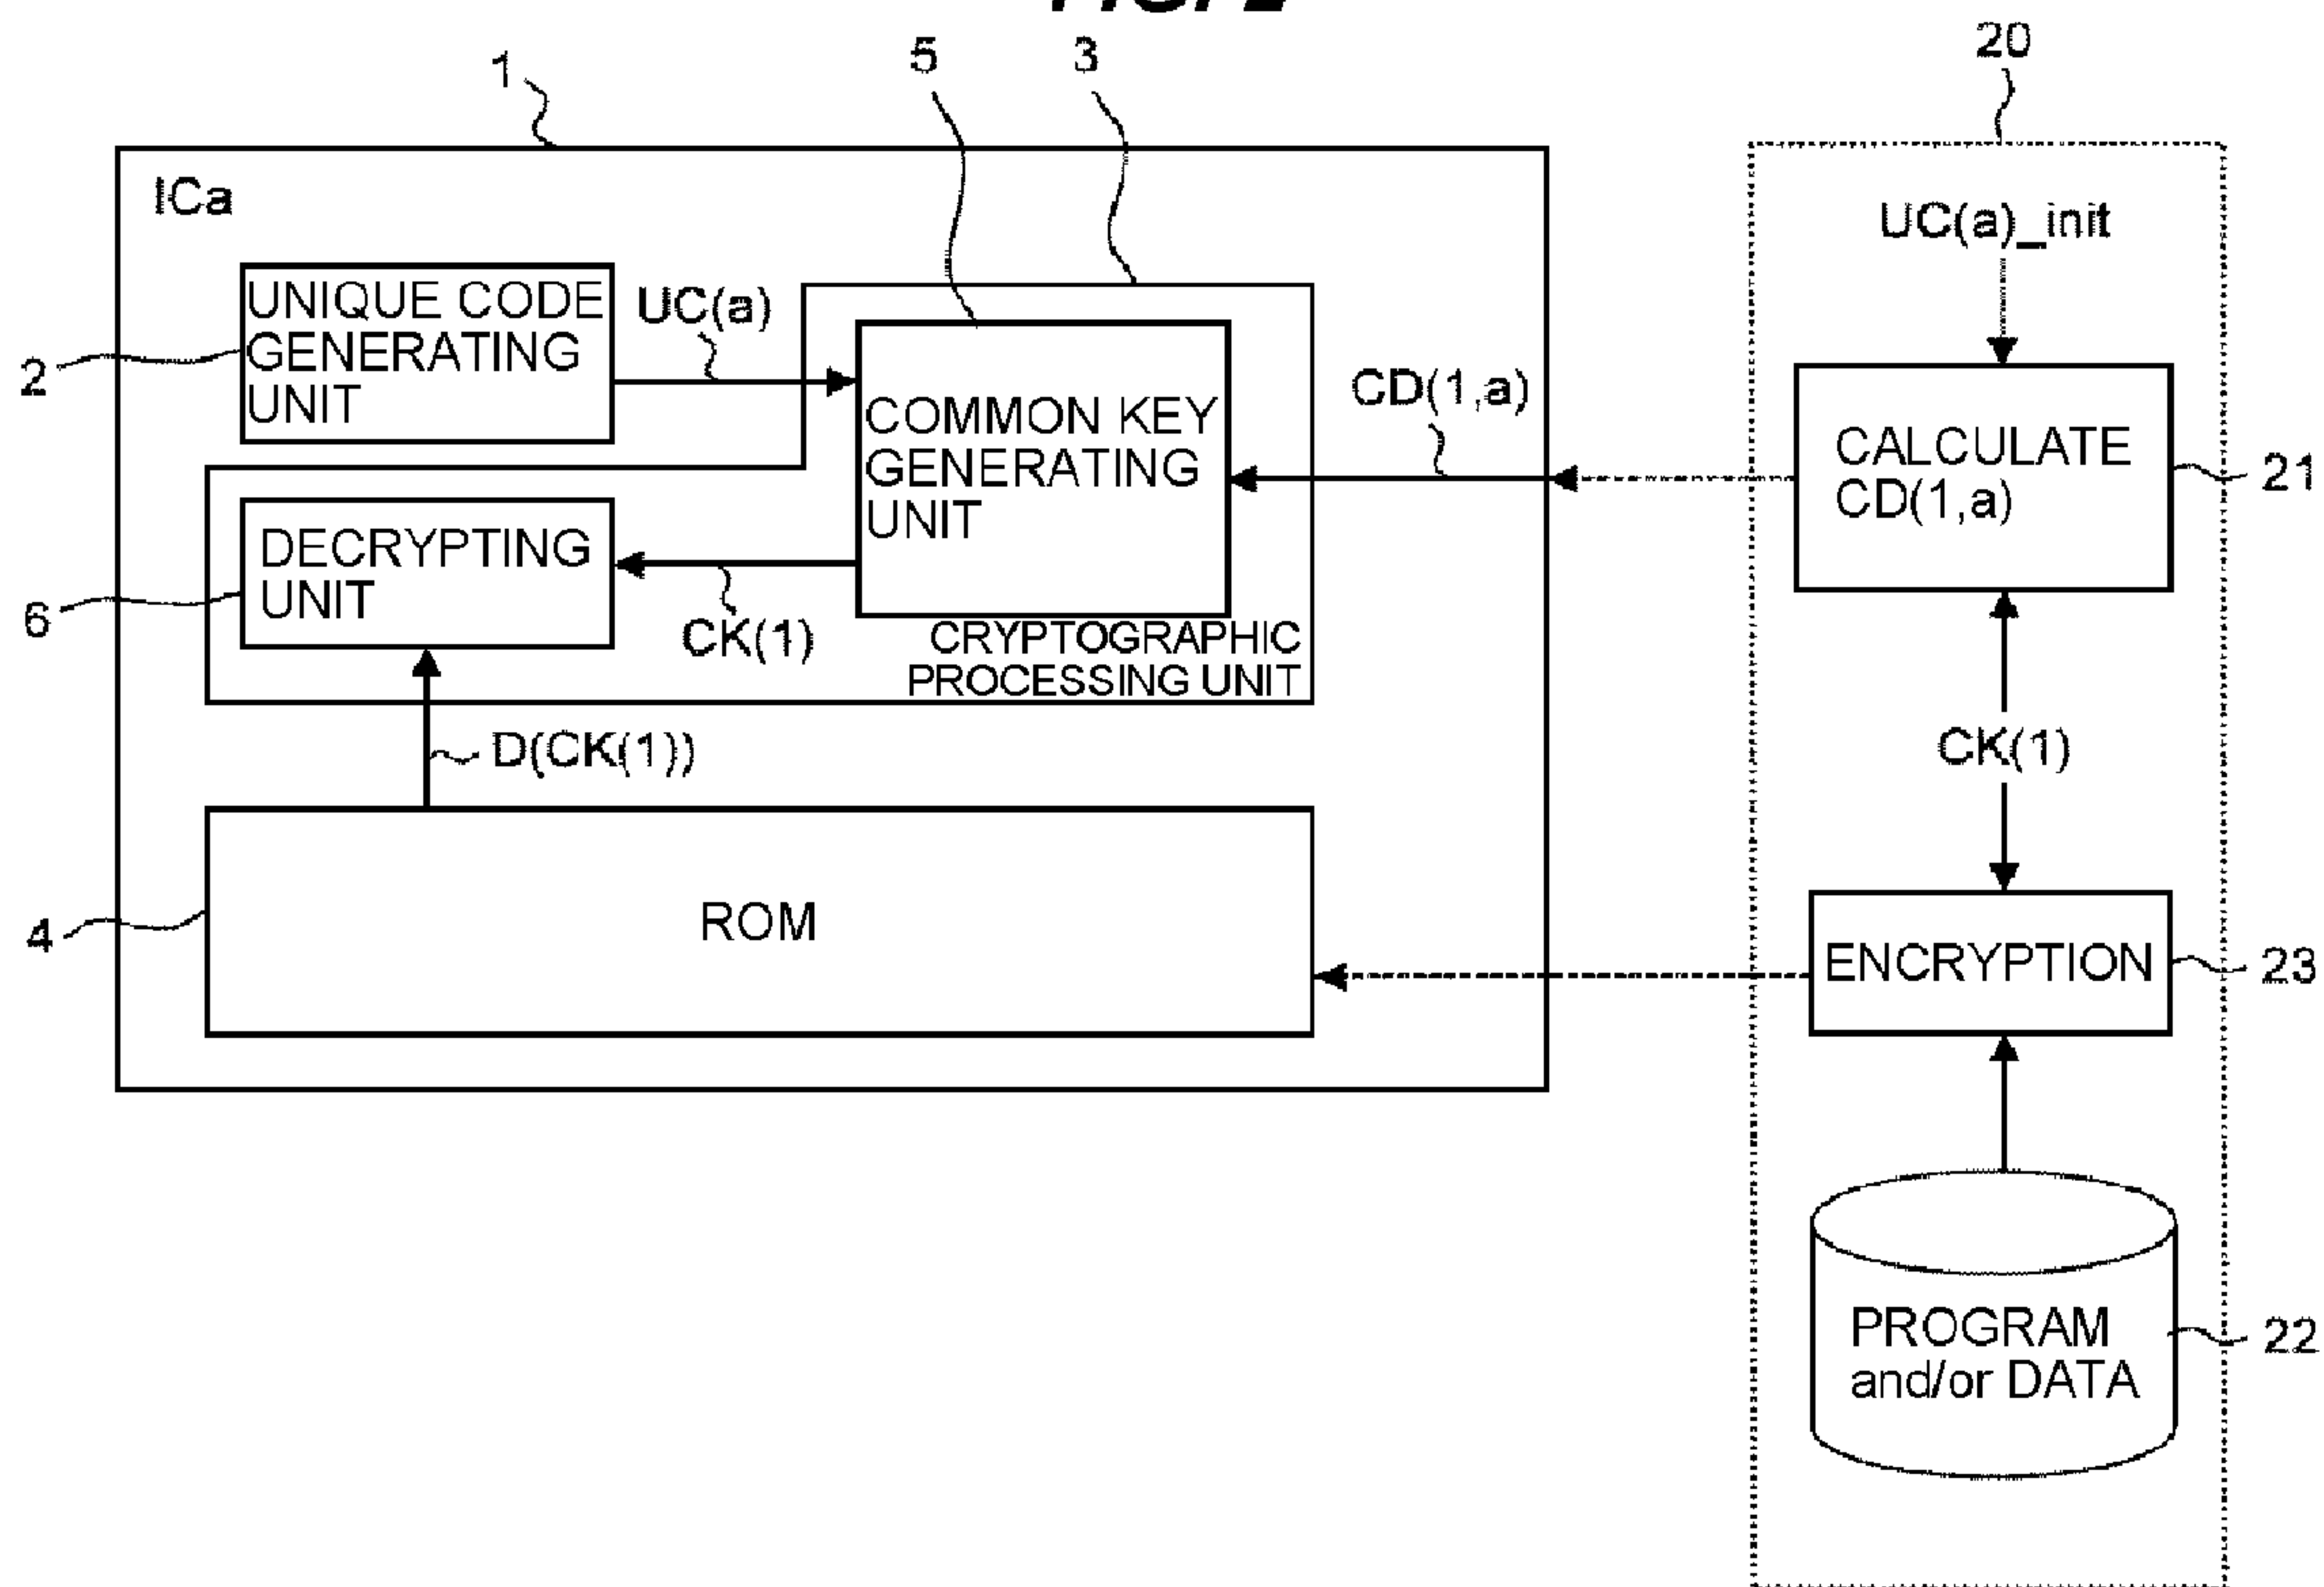 5
3
20
1
ICa
UC(a)_init
UNIQUE CODE
GENERATING
UNIT
UC(a)
2
COMMON KEY
GENERATING
UNIT
CD(1,a)
CALCULATE
CD(1,a)
21
DECRYPTING
UNIT
6
CK(1)
CRYPTOGRAPHIC
PROCESSING UNIT
D(CK(1))
CK(1)
ROM
4
ENCRYPTION
23
PROGRAM
and/or DATA
22